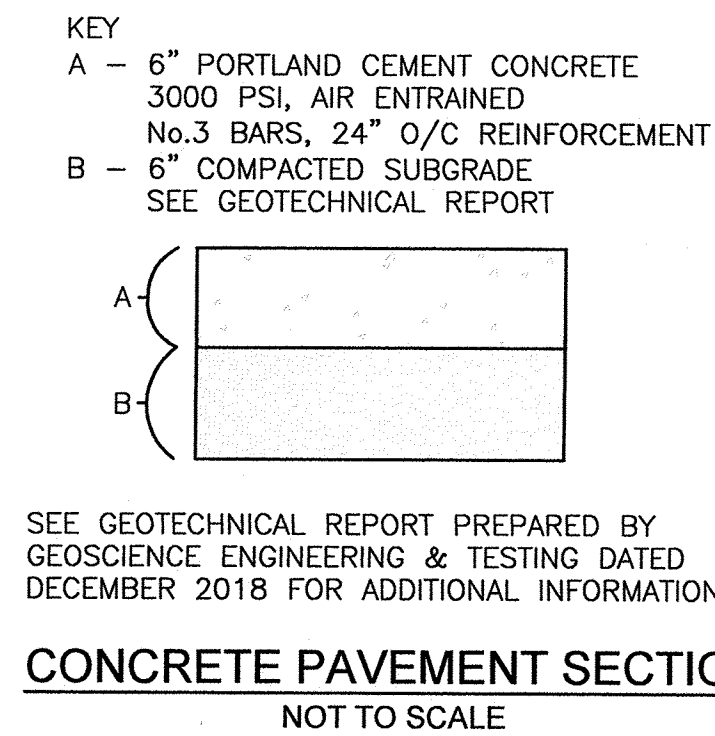 KEY
A – 6" PORTLAND CEMENT CONCRETE
3000 PSI, AIR ENTRAINED
No.3 BARS, 24" O/C REINFORCEMENT
B – 6" COMPACTED SUBGRADE
SEE GEOTECHNICAL REPORT
A
B
SEE GEOTECHNICAL REPORT PREPARED BY
GEOSCIENCE ENGINEERING & TESTING DATED
DECEMBER 2018 FOR ADDITIONAL INFORMATION
CONCRETE PAVEMENT SECTIO
NOT TO SCALE